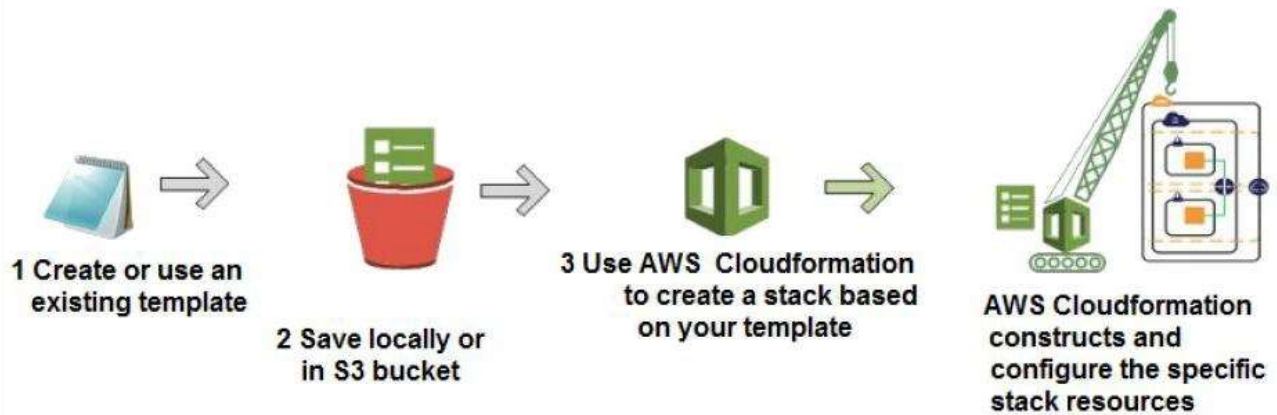 1 Create or use an
existing template
2 Save locally or
in S3 bucket
3 Use AWS Cloudformation
to create a stack based
on your template
AWS Cloudformation
constructs and
configure the specific
stack resources